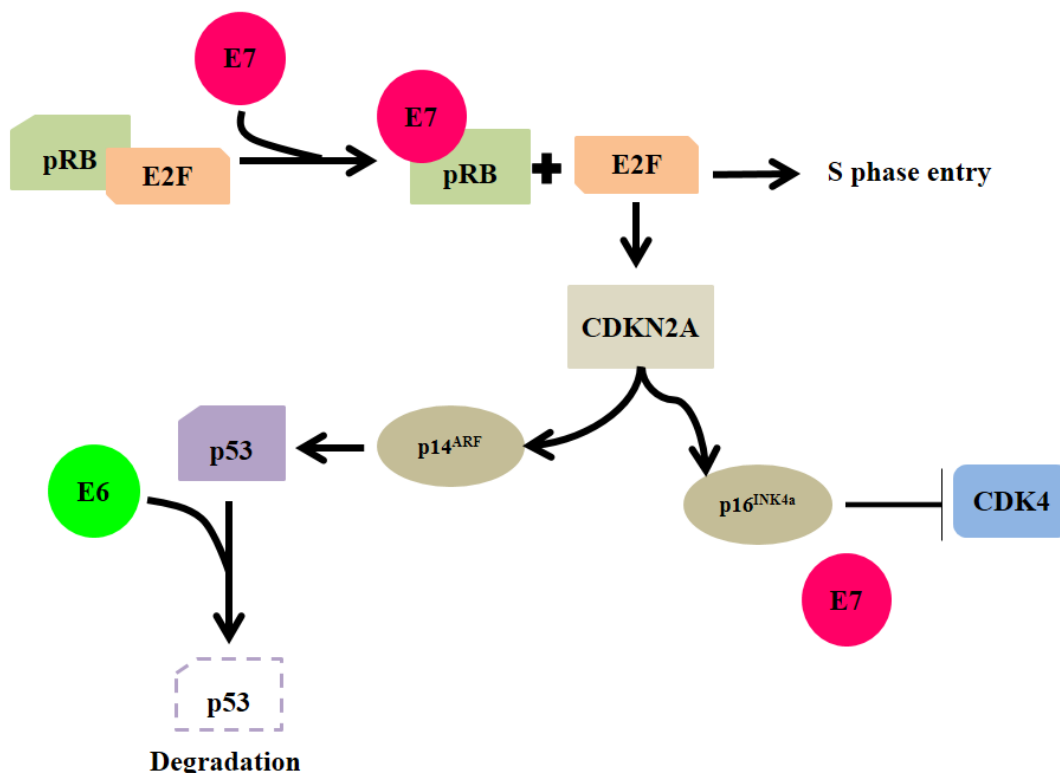 E7
E7
pRB
E2F
pRB
E2F
S phase entry
CDKN2A
p53
p14ARF
E6
p16INK4a
CDK4
E7
p53
Degradation